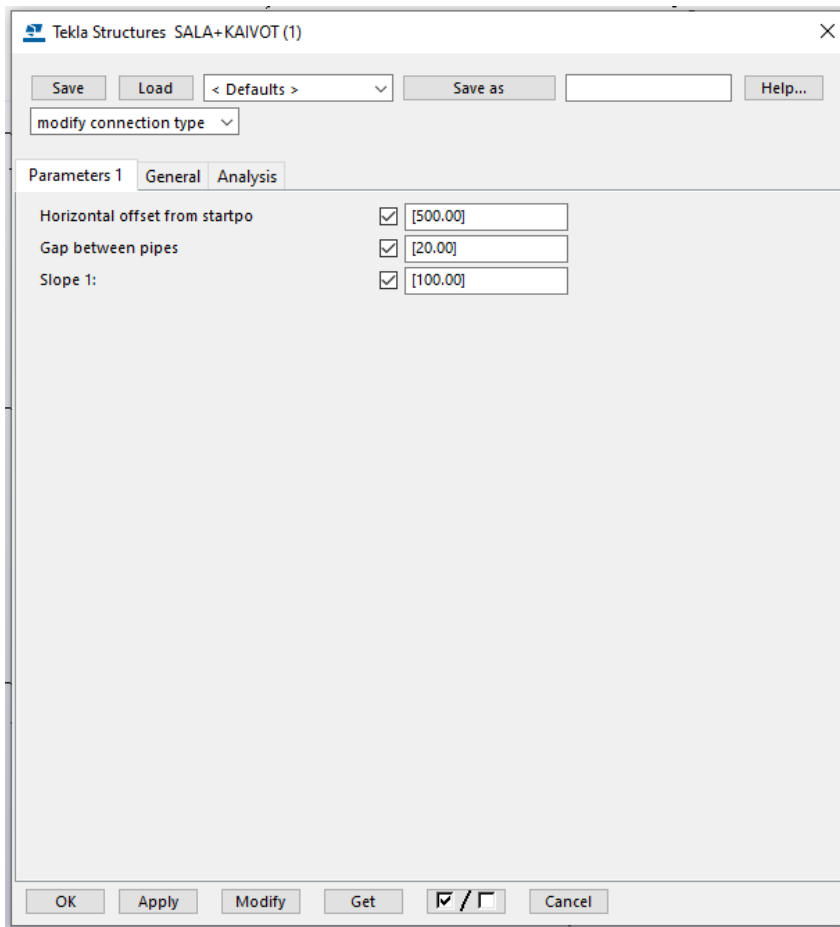 Tekla Structures SALA+KAIVOT (1)
Save Load < Defaults > Save as Help...
modify connection type
Parameters 1 General Analysis
Horizontal offset from startpo [500.00]
Gap between pipes [20.00]
Slope 1: [100.00]
OK Apply Modify Get / Cancel